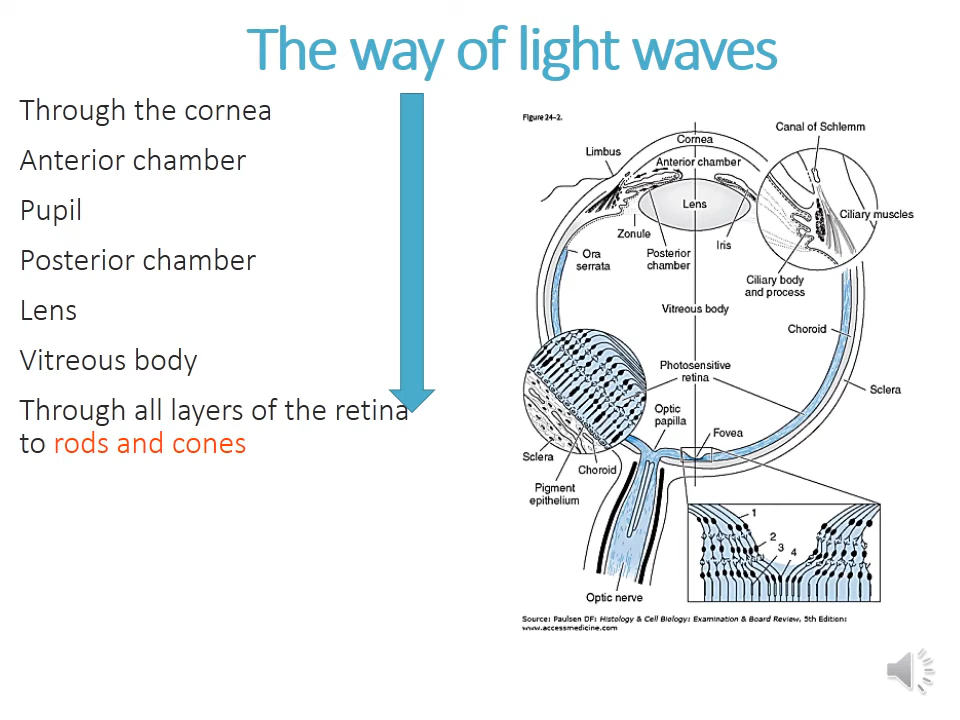 The way of light waves
Through the cornea
Anterior chamber
Pupil
Posterior chamber
Lens
Vitreous body
Through all layers of the retina
to rods and cones
Figure 24–2.
Canal of Schlemm
Cornea
Limbus
Anterior chamber
Lens
Ciliary muscles
Zonule
Iris
Ora
serrata
Posterior
chamber
Ciliary body
and process
Vitreous body
Choroid
Photosensitive
retina
Sclera
Optic
papilla
Fovea
Sclera
Choroid
Pigment
epithelium
1
2
3
4
Optic nerve
Source: Paulsen DF: Histology & Cell Biology: Examination & Board Review, 5th Edition:
www.accessmedicine.com